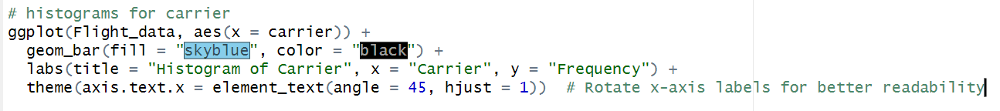 # histograms for carrier
ggplot(Flight_data, aes(x = carrier)) +
  geom_bar(fill = "skyblue", color = "black") +
  labs(title = "Histogram of Carrier", x = "Carrier", y = "Frequency") +
  theme(axis.text.x = element_text(angle = 45, hjust = 1))  # Rotate x-axis labels for better readability